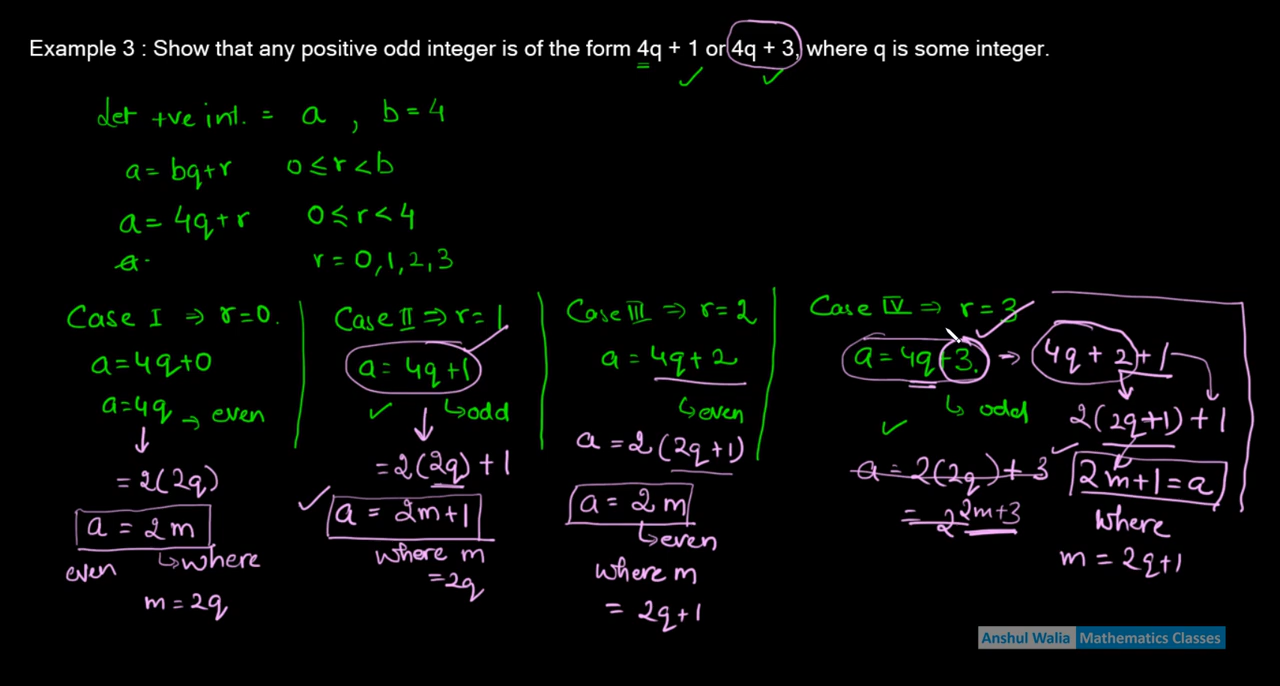 Example 3 : Show that any positive odd integer is of the form 4q + 1 or 4q + 3, where q is some integer.
Let +ve int. = a , b = 4
a = bq+r 0 ≤ r < b
a = 4q + r 0 ≤ r < 4
a r = 0, 1, 2, 3
Case I ⇒ r = 0.
a = 4q+0
a = 4q → even
↓
= 2(2q)
a = 2m
even ↳ where
m = 2q
Case II ⇒ r = 1
a = 4q+1
✓ ↳ odd
↓
= 2(2q) + 1
✓ a = 2m+1
where m
= 2q
Case III ⇒ r = 2
a = 4q + 2
↳ even
a = 2(2q+1)
a = 2m
↳ even
where m
= 2q+1
Case IV ⇒ r = 3
a = 4q+3. → 4q + 2 + 1
✓ ↳ odd
2(2q+1) + 1
a = 2(2q) + 3
= 2 2m+3
✓ 2m+1 = a
where
m = 2q+1
Anshul Walia Mathematics Classes